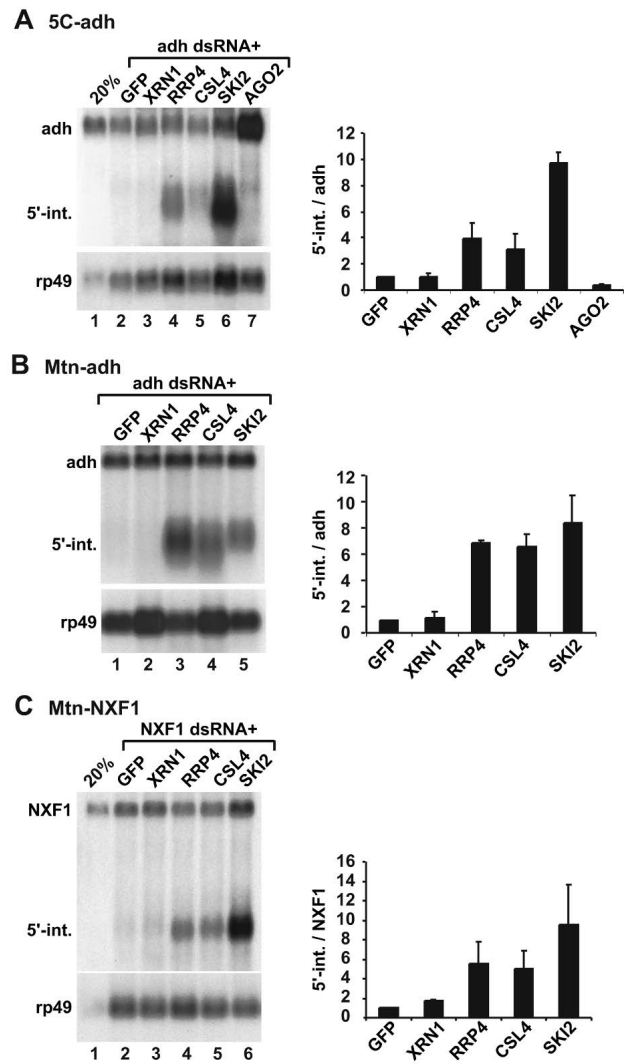 A 5C-adh
adh dsRNA+
20% GFP XRN1 RRP4 CSL4 SKI2 AGO2
adh
5'-int.
rp49
1 2 3 4 5 6 7
5'-int. / adh
12
10
8
6
4
2
0
GFP XRN1 RRP4 CSL4 SKI2 AGO2
B Mtn-adh
adh dsRNA+
GFP XRN1 RRP4 CSL4 SKI2
adh
5'-int.
rp49
1 2 3 4 5
5'-int. / adh
12
10
8
6
4
2
0
GFP XRN1 RRP4 CSL4 SKI2
C Mtn-NXF1
NXF1 dsRNA+
20% GFP XRN1 RRP4 CSL4 SKI2
NXF1
5'-int.
rp49
1 2 3 4 5 6
5'-int. / NXF1
16
14
12
10
8
6
4
2
0
GFP XRN1 RRP4 CSL4 SKI2